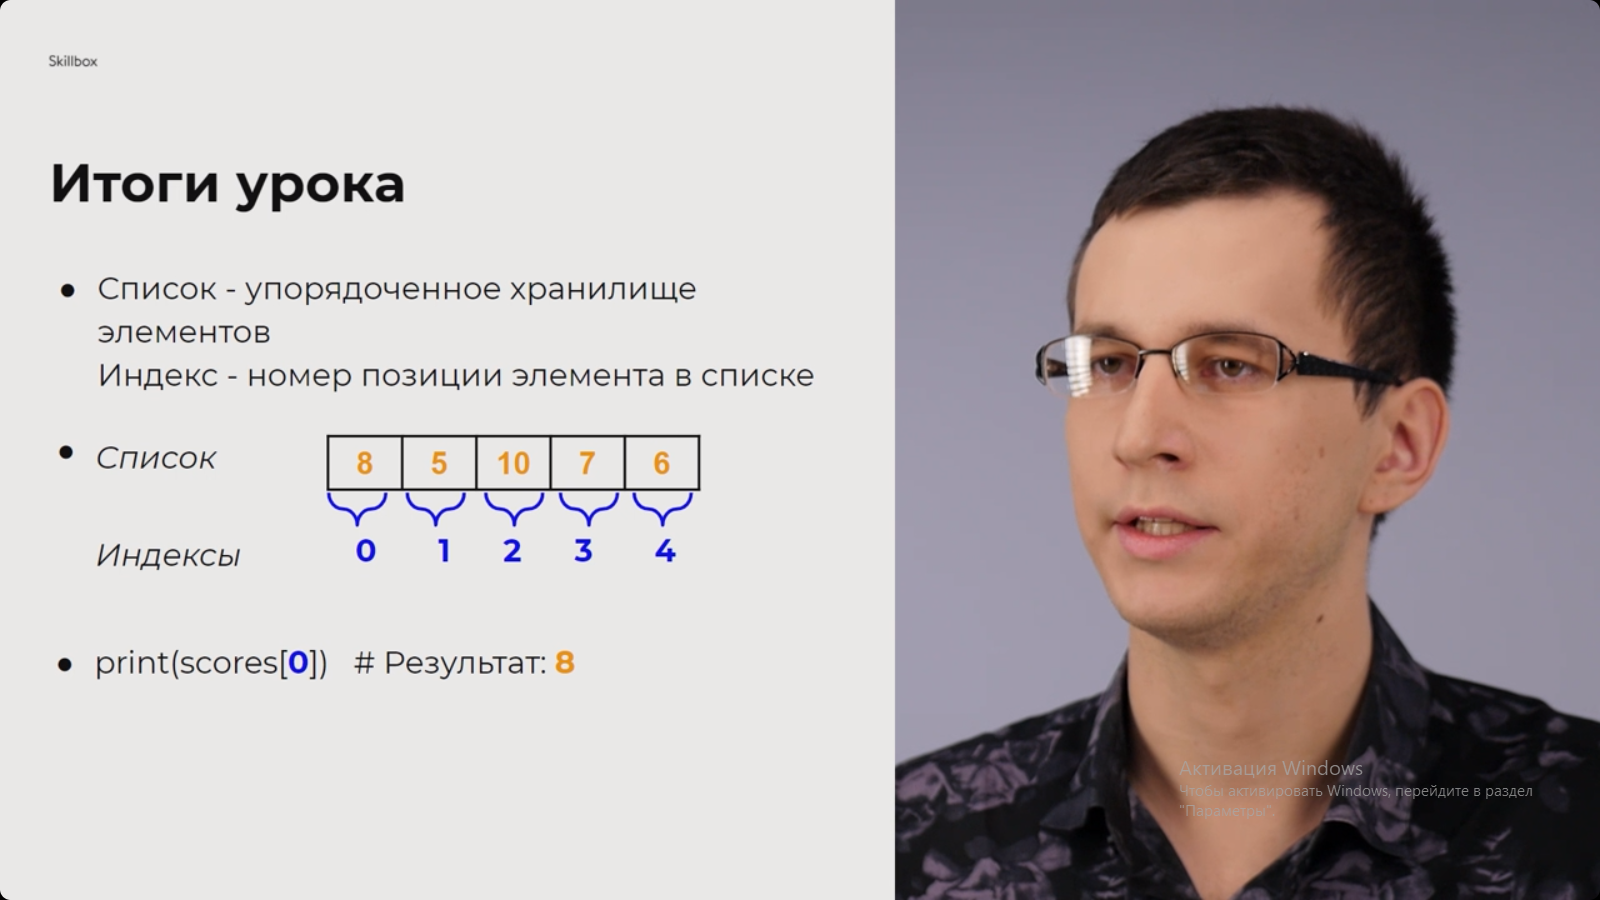 Skillbox
Итоги урока
● Список - упорядоченное хранилище
элементов
Индекс - номер позиции элемента в списке
● Список
8 5 10 7 6
Индексы
0 1 2 3 4
● print(scores[0]) # Результат: 8
Активация Windows
Чтобы активировать Windows, перейдите в раздел
"Параметры".